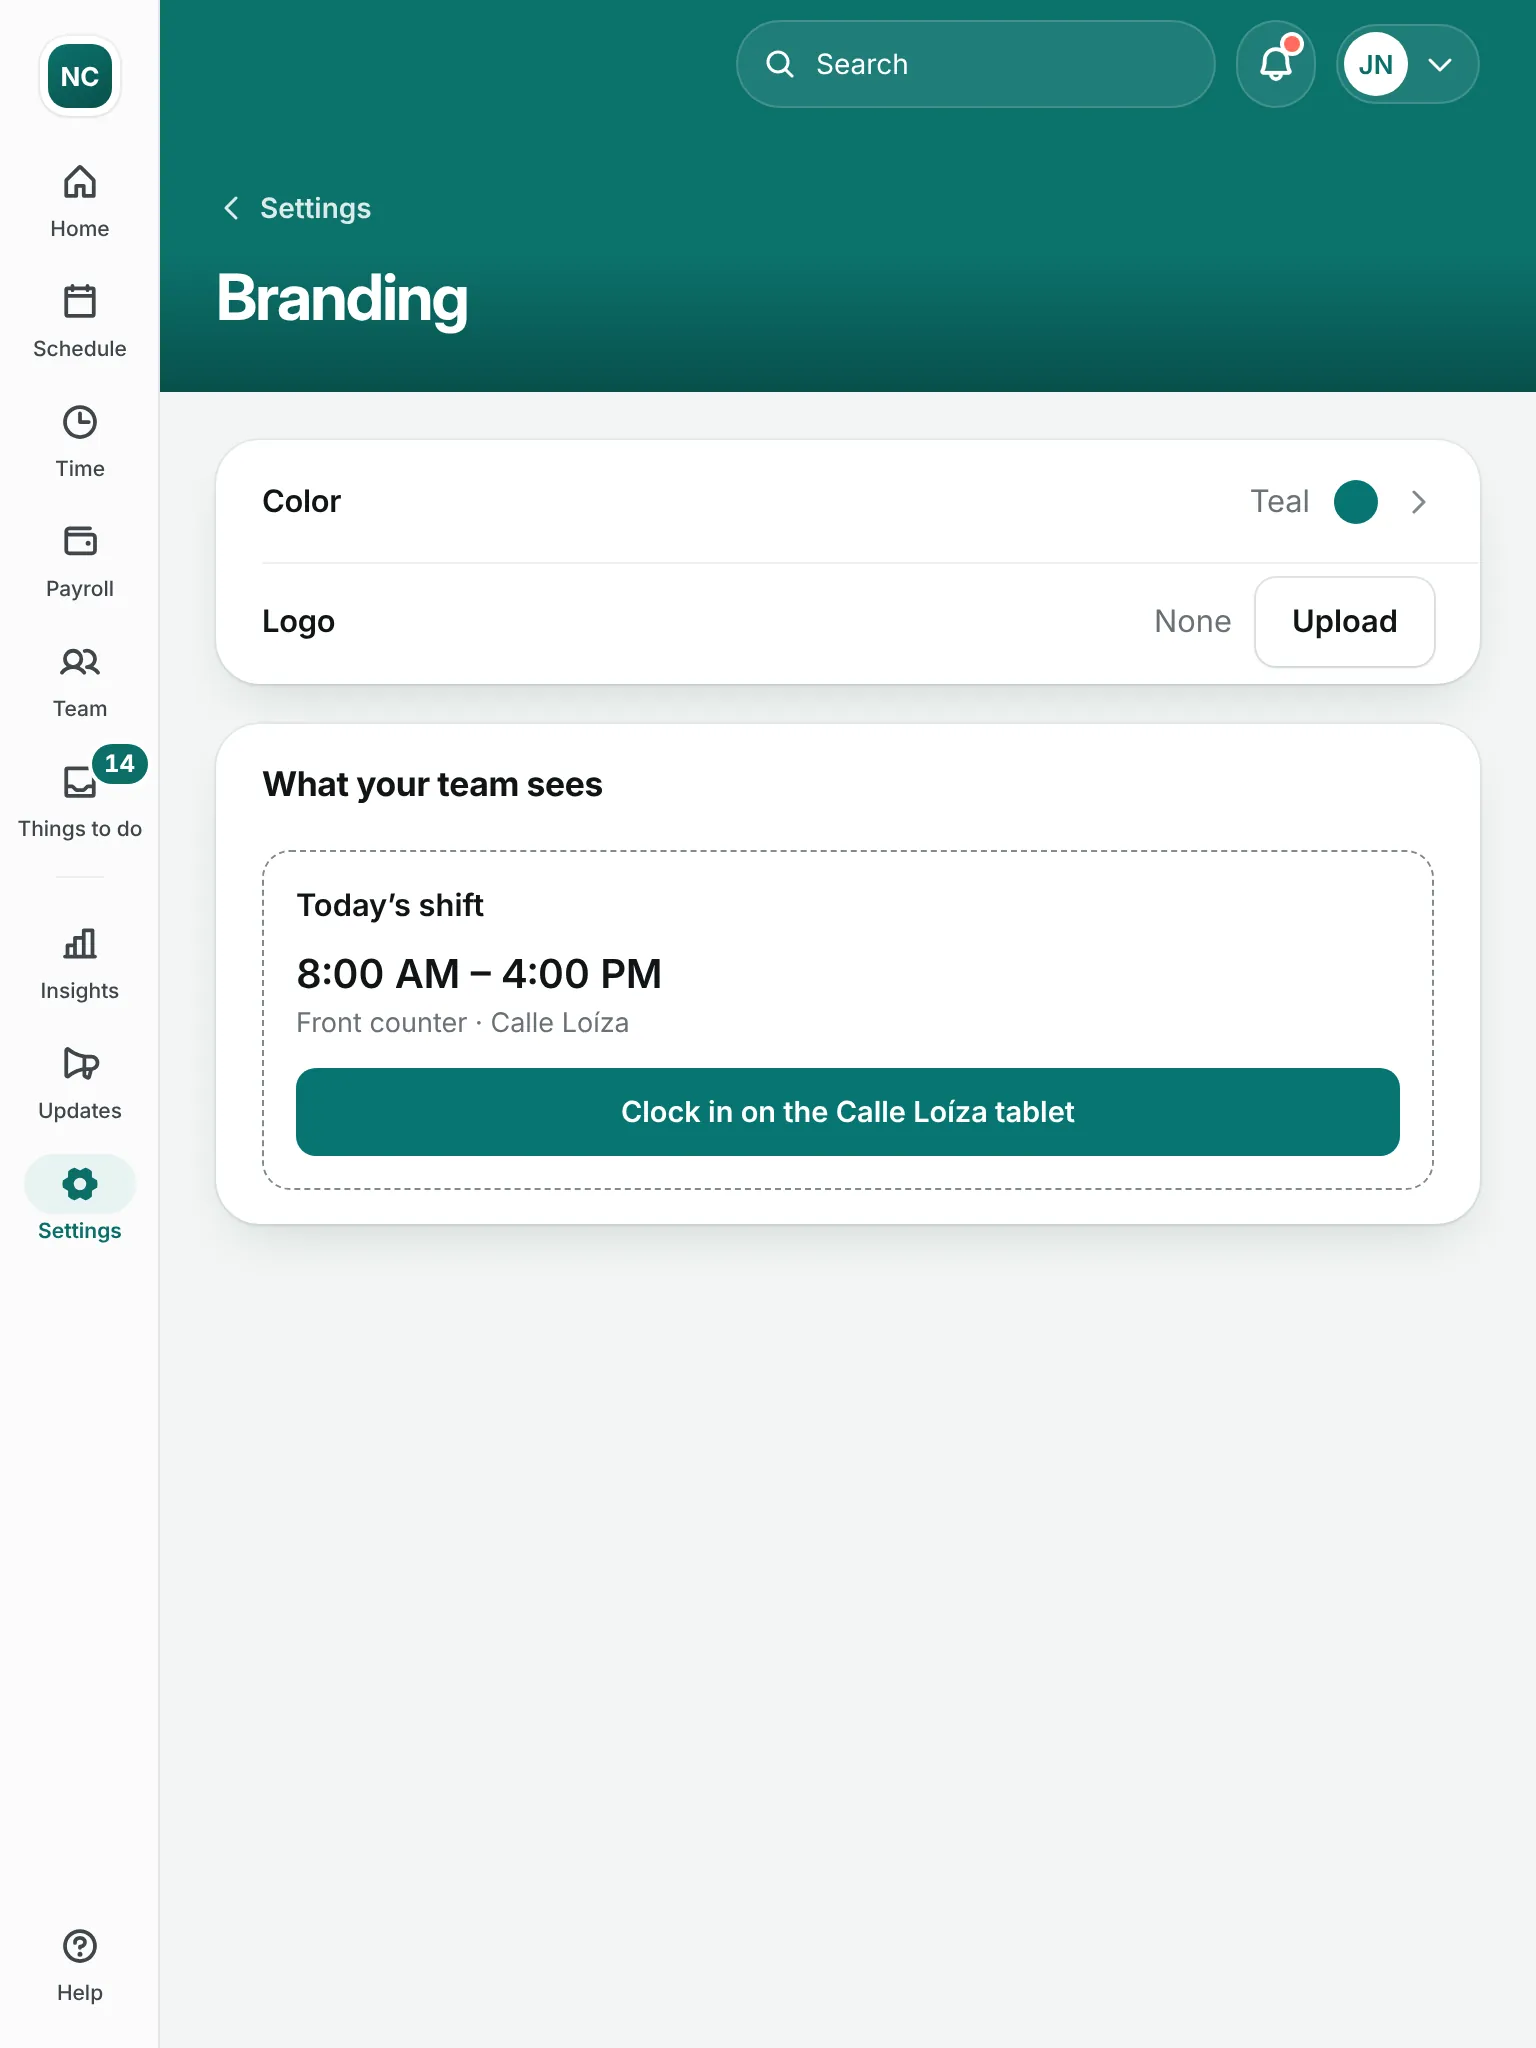 NC
Search
JN
Home
Schedule
Time
Payroll
Team
14
Things to do
Insights
Updates
Settings
Help
Settings
Branding
Color
Teal
Logo
None
Upload
What your team sees
Today’s shift
8:00 AM – 4:00 PM
Front counter · Calle Loíza
Clock in on the Calle Loíza tablet